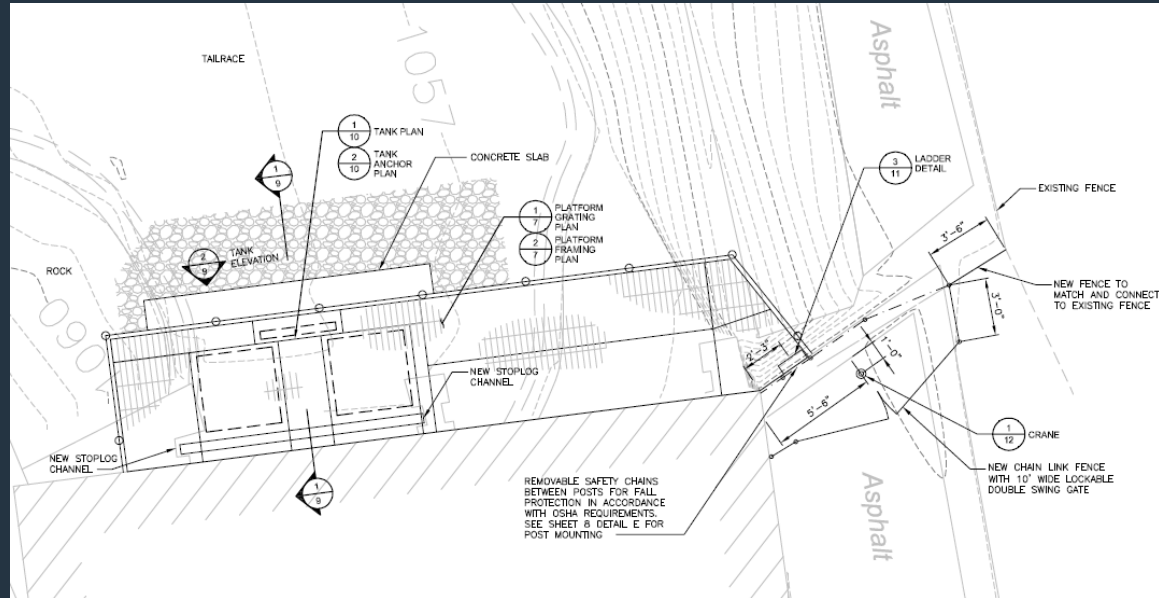 TAILRACE
1057
Asphalt
1
10
TANK PLAN
2
10
TANK
ANCHOR
PLAN
CONCRETE SLAB
3
11
LADDER
DETAIL
1
9
EXISTING FENCE
3'-6"
1
7
PLATFORM
GRATING
PLAN
2
7
PLATFORM
FRAMING
PLAN
2
9
TANK
ELEVATION
ROCK
1060
NEW FENCE TO
MATCH AND CONNECT
TO EXISTING FENCE
3'-0"
1'-0"
2'-3"
5'-6"
NEW STOPLOG
CHANNEL
1
12
CRANE
NEW STOPLOG
CHANNEL
1
9
REMOVABLE SAFETY CHAINS
BETWEEN POSTS FOR FALL
PROTECTION IN ACCORDANCE
WITH OSHA REQUIREMENTS.
SEE SHEET 8 DETAIL E FOR
POST MOUNTING
NEW CHAIN LINK FENCE
WITH 10' WIDE LOCKABLE
DOUBLE SWING GATE
Asphalt